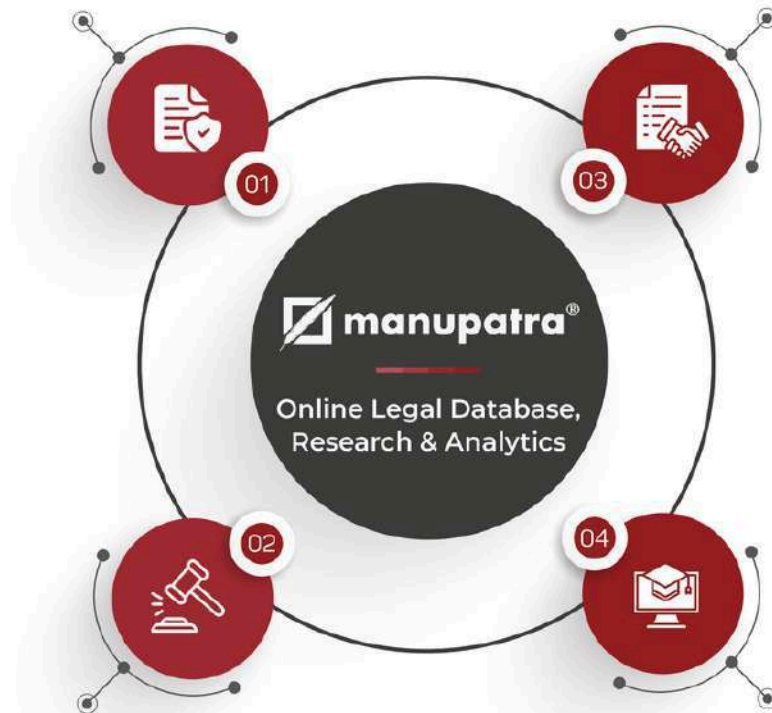 01
03
manupatra®
Online Legal Database,
Research & Analytics
02
04